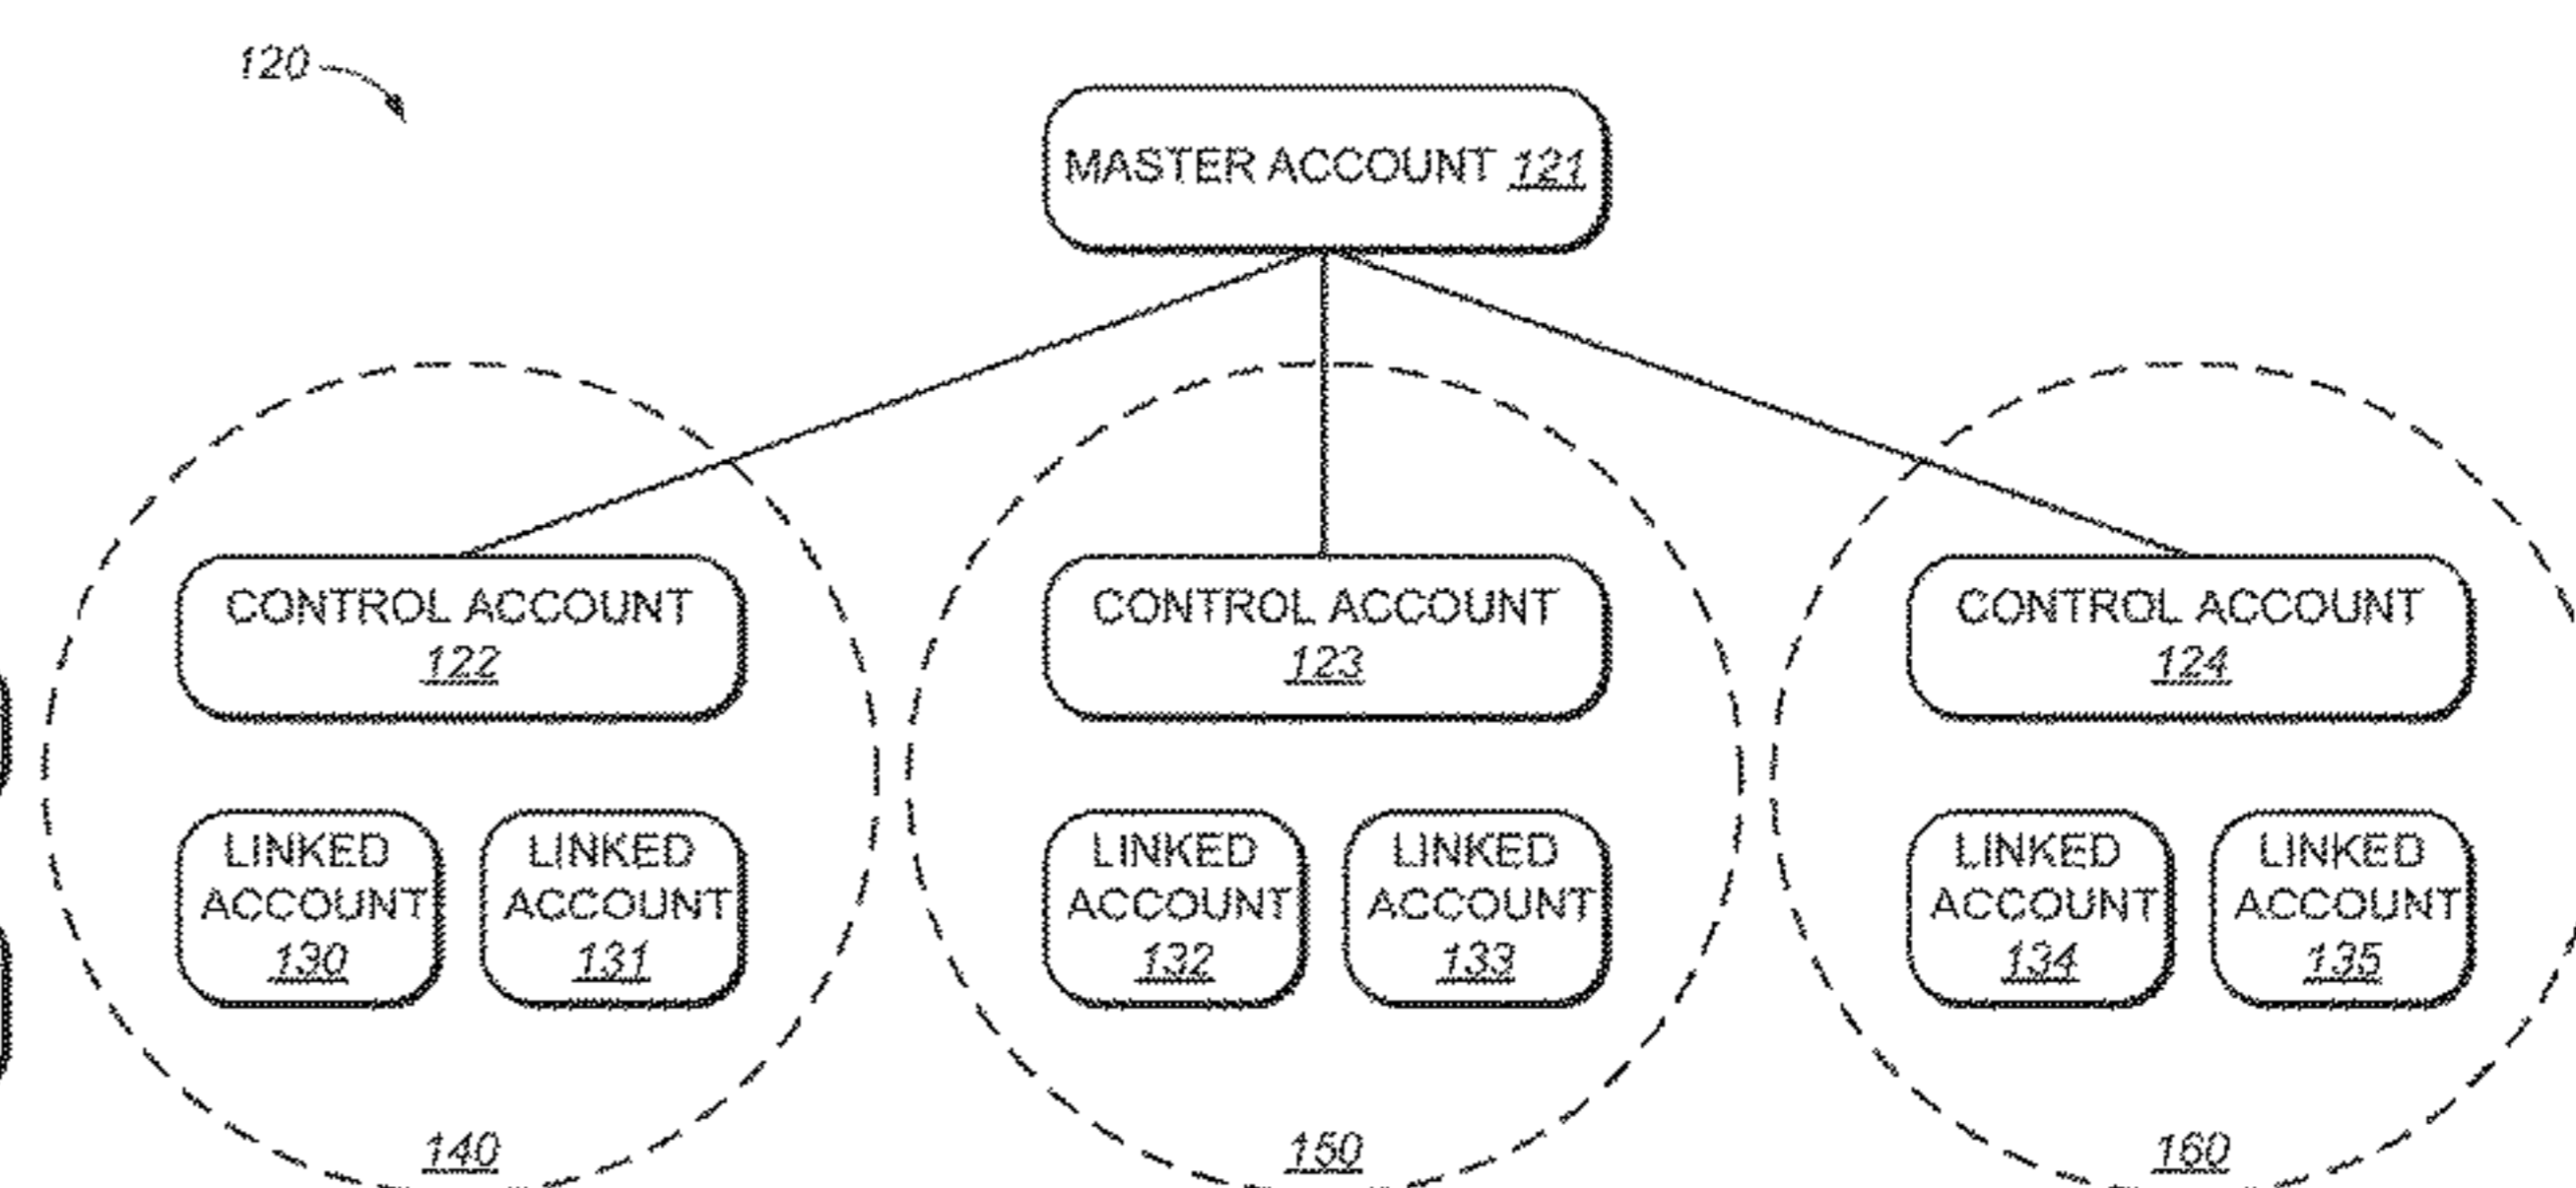 120
MASTER ACCOUNT 121
CONTROL ACCOUNT
122
CONTROL ACCOUNT
123
CONTROL ACCOUNT
124
LINKED
ACCOUNT
130
LINKED
ACCOUNT
131
LINKED
ACCOUNT
132
LINKED
ACCOUNT
133
LINKED
ACCOUNT
134
LINKED
ACCOUNT
135
140
150
160